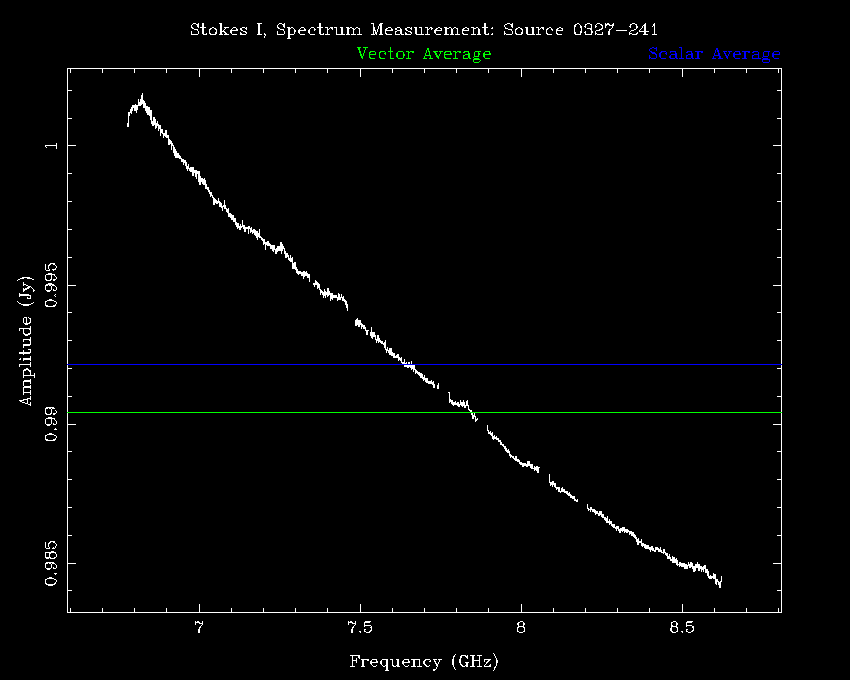 Stokes I, Spectrum Measurement: Source 0327−241
Vector Average Scalar Average
1
0.995
0.99
0.985
Amplitude (Jy)
7 7.5 8 8.5
Frequency (GHz)